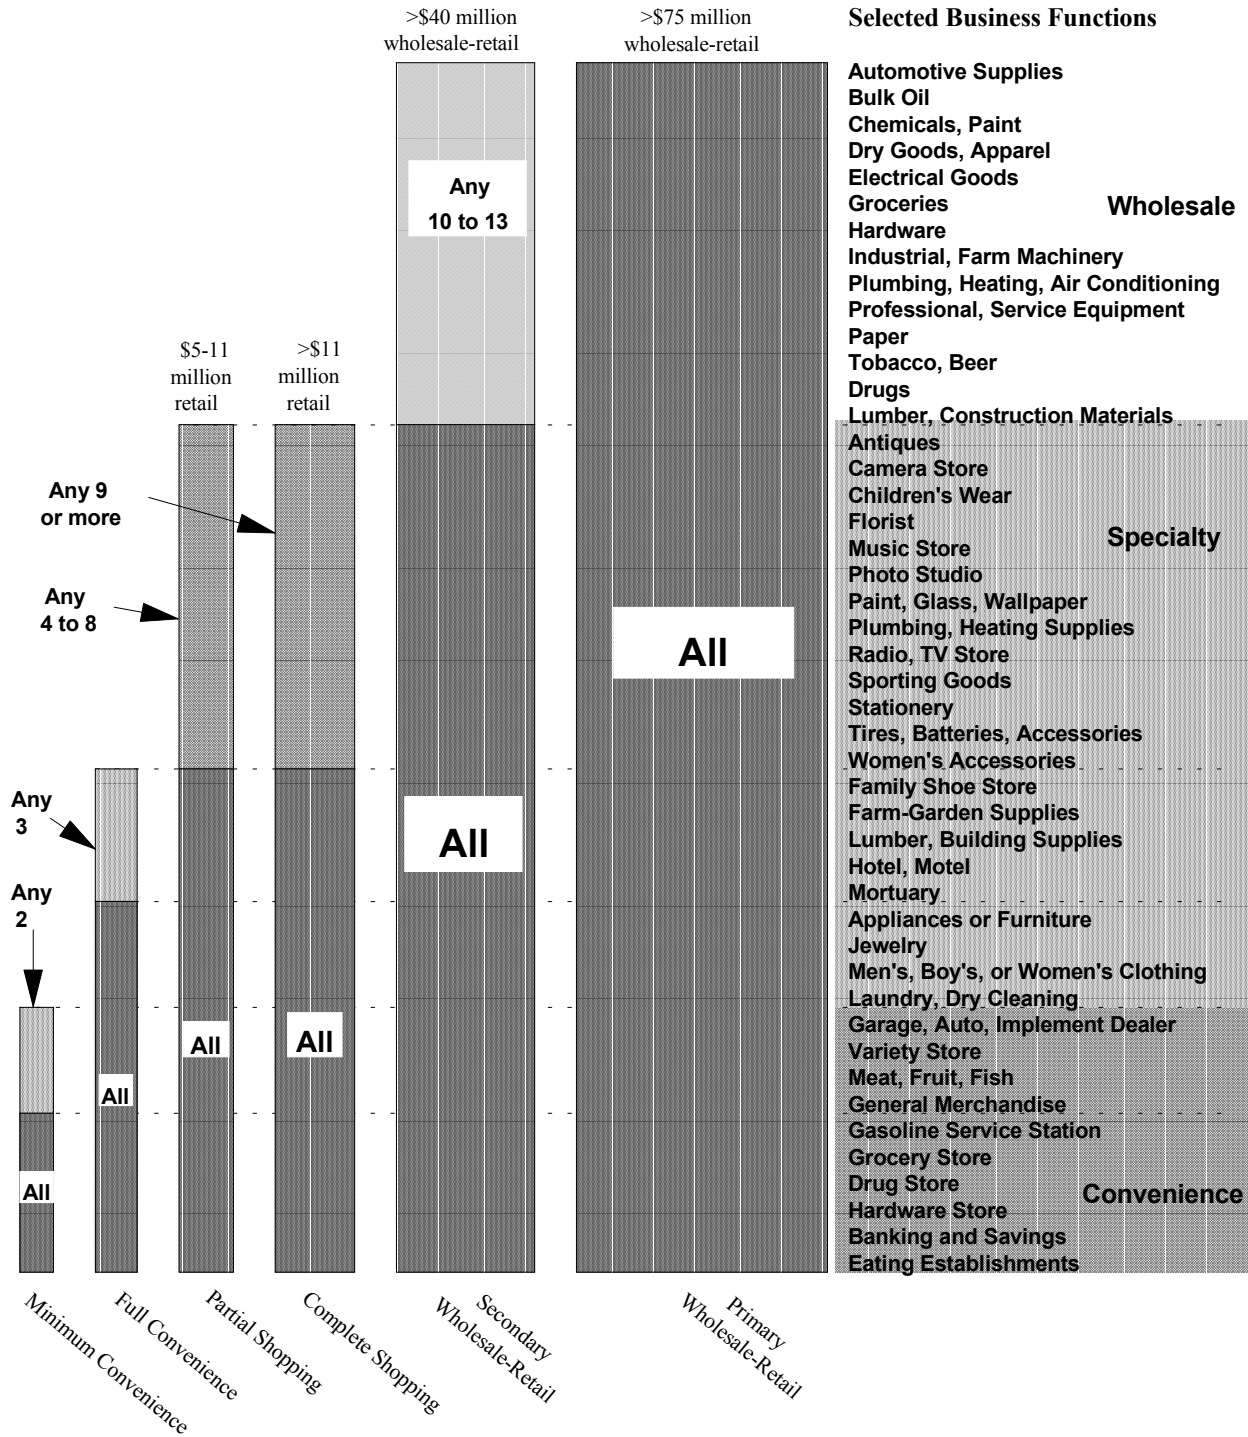 >$40 million
wholesale-retail
>$75 million
wholesale-retail
Selected Business Functions
Automotive Supplies
Bulk Oil
Chemicals, Paint
Dry Goods, Apparel
Electrical Goods
Groceries
Hardware
Industrial, Farm Machinery
Plumbing, Heating, Air Conditioning
Professional, Service Equipment
Paper
Tobacco, Beer
Drugs
Lumber, Construction Materials
Wholesale
Antiques
Camera Store
Children's Wear
Florist
Music Store
Photo Studio
Paint, Glass, Wallpaper
Plumbing, Heating Supplies
Radio, TV Store
Sporting Goods
Stationery
Tires, Batteries, Accessories
Women's Accessories
Family Shoe Store
Farm-Garden Supplies
Lumber, Building Supplies
Hotel, Motel
Mortuary
Appliances or Furniture
Jewelry
Men's, Boy's, or Women's Clothing
Laundry, Dry Cleaning
Specialty
Garage, Auto, Implement Dealer
Variety Store
Meat, Fruit, Fish
General Merchandise
Gasoline Service Station
Grocery Store
Drug Store
Hardware Store
Banking and Savings
Eating Establishments
Convenience
Any
10 to 13
$5-11
million
retail
>$11
million
retail
Any 9
or more
Any
4 to 8
Any
3
Any
2
All
All
All
All
All
All
Minimum Convenience
Full Convenience
Partial Shopping
Complete Shopping
Secondary
Wholesale-Retail
Primary
Wholesale-Retail